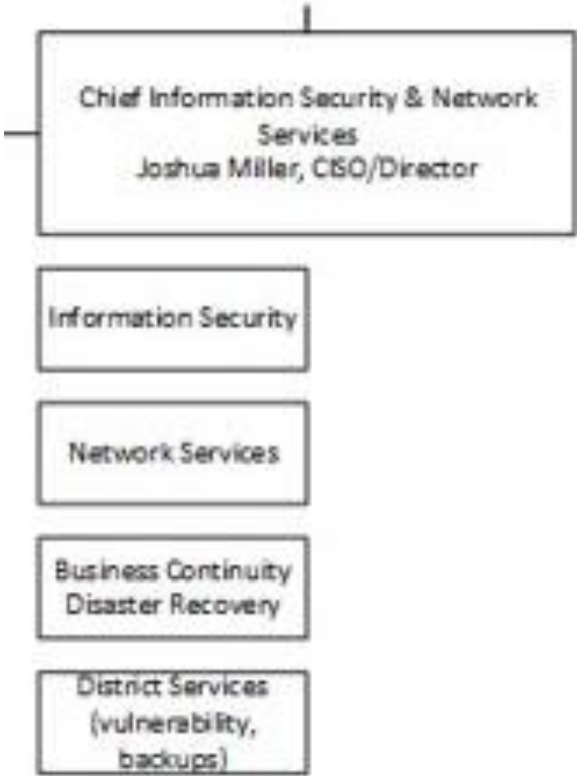 Chief Information Security & Network
Services
Joshua Miller, CISO/Director
Information Security
Network Services
Business Continuity
Disaster Recovery
District Services
(vulnerability,
backups)